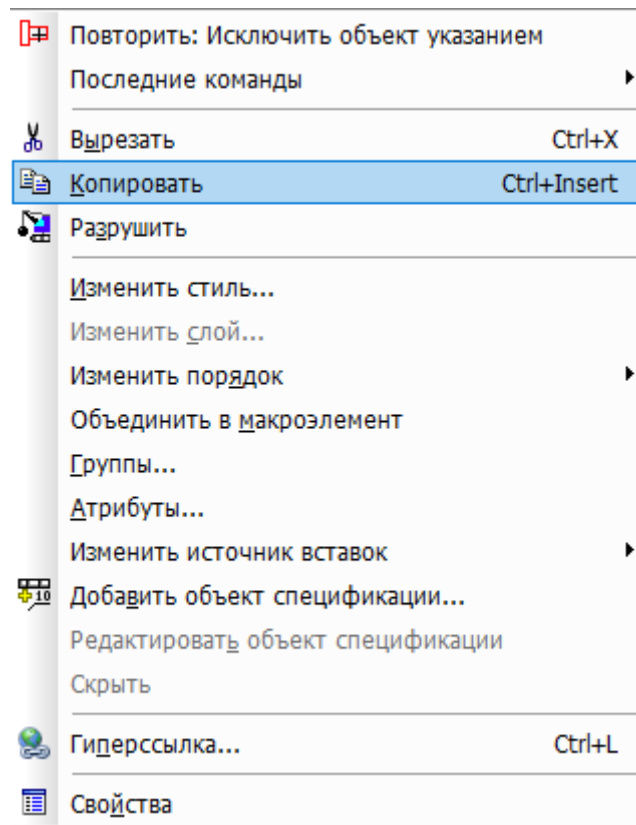 Повторить: Исключить объект указанием
Последние команды
Вырезать Ctrl+X
Копировать Ctrl+Insert
Разрушить
Изменить стиль...
Изменить слой...
Изменить порядок
Объединить в макроэлемент
Группы...
Атрибуты...
Изменить источник вставок
10 Добавить объект спецификации...
Редактировать объект спецификации
Скрыть
Гиперссылка... Ctrl+L
Свойства